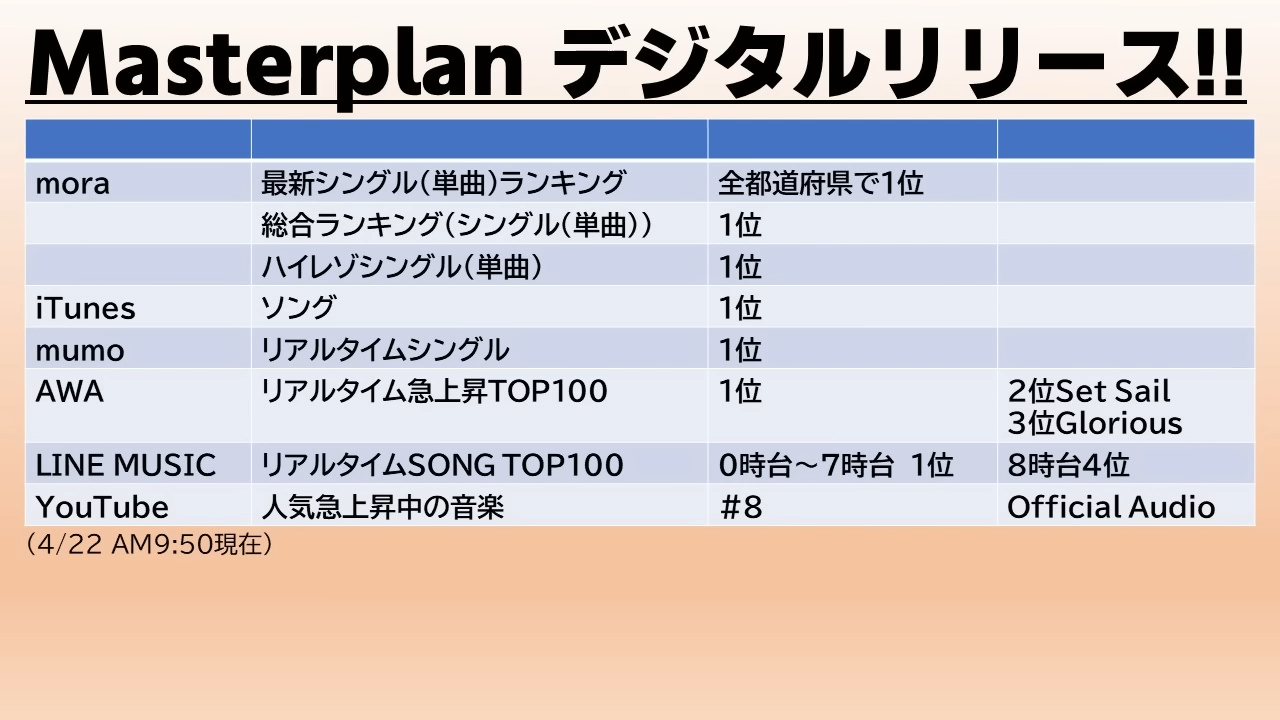 Masterplan デジタルリリース!!
mora 最新シングル(単曲)ランキング 全都道府県で1位
総合ランキング(シングル(単曲)) 1位
ハイレゾシングル(単曲) 1位
iTunes ソング 1位
mumo リアルタイムシングル 1位
AWA リアルタイム急上昇TOP100 1位 2位Set Sail
3位Glorious
LINE MUSIC リアルタイムSONG TOP100 0時台～7時台 1位 8時台4位
YouTube 人気急上昇中の音楽 #8 Official Audio
(4/22 AM9:50現在)